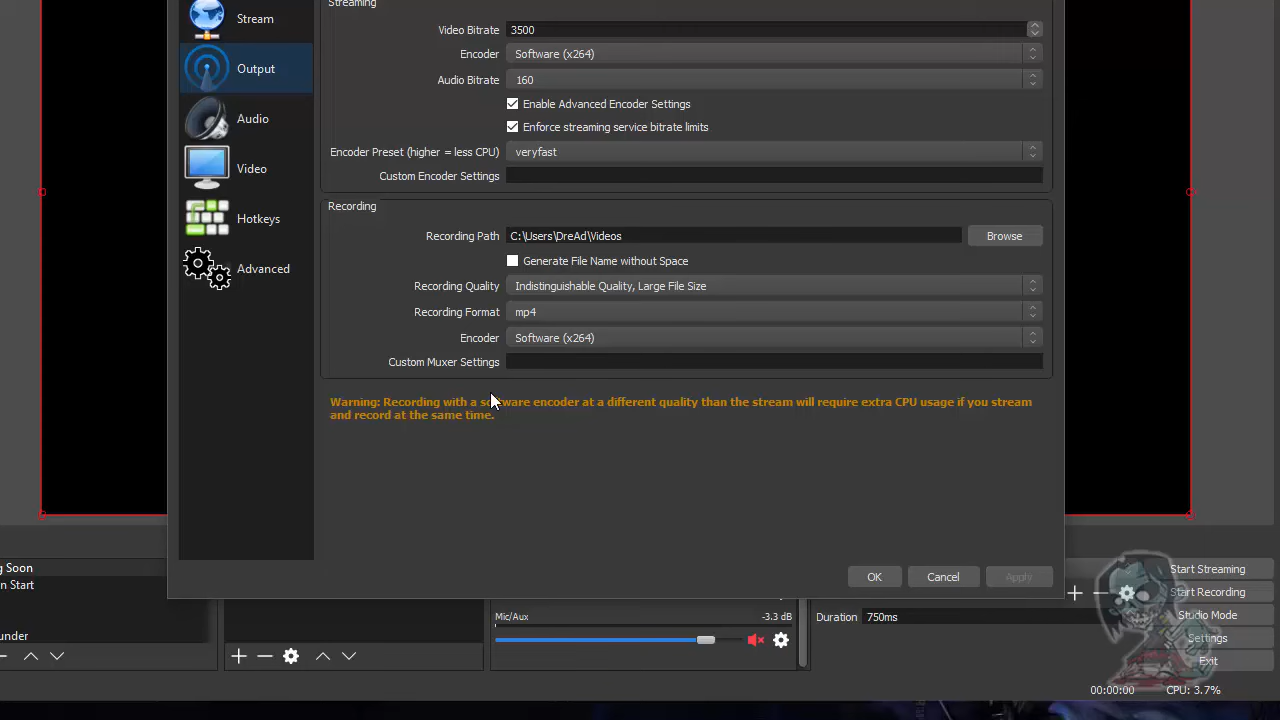 Streaming
Stream
Video Bitrate 3500
Encoder Software (x264)
Output
Audio Bitrate 160
Enable Advanced Encoder Settings
Audio
Enforce streaming service bitrate limits
Encoder Preset (higher = less CPU) veryfast
Video
Custom Encoder Settings
Recording
Hotkeys
Recording Path C:\Users\DreAd\Videos Browse
Generate File Name without Space
Advanced
Recording Quality Indistinguishable Quality, Large File Size
Recording Format mp4
Encoder Software (x264)
Custom Muxer Settings
Warning: Recording with a software encoder at a different quality than the stream will require extra CPU usage if you stream
and record at the same time.
g Soon
n Start
under
OK Cancel Apply
Start Streaming
Start Recording
Mic/Aux -3.3 dB
Duration 750ms
Studio Mode
Settings
Exit
00:00:00 CPU: 3.7%